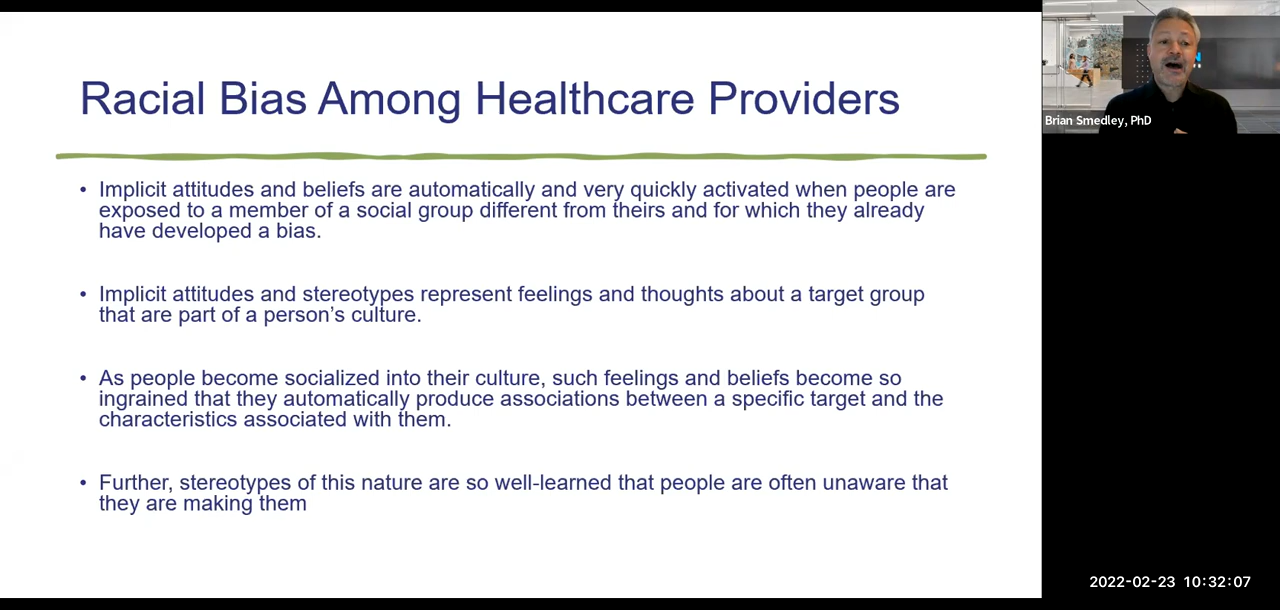 Racial Bias Among Healthcare Providers
• Implicit attitudes and beliefs are automatically and very quickly activated when people are
exposed to a member of a social group different from theirs and for which they already
have developed a bias.
• Implicit attitudes and stereotypes represent feelings and thoughts about a target group
that are part of a person’s culture.
• As people become socialized into their culture, such feelings and beliefs become so
ingrained that they automatically produce associations between a specific target and the
characteristics associated with them.
• Further, stereotypes of this nature are so well-learned that people are often unaware that
they are making them
Brian Smedley, PhD
2022-02-23 10:32:07